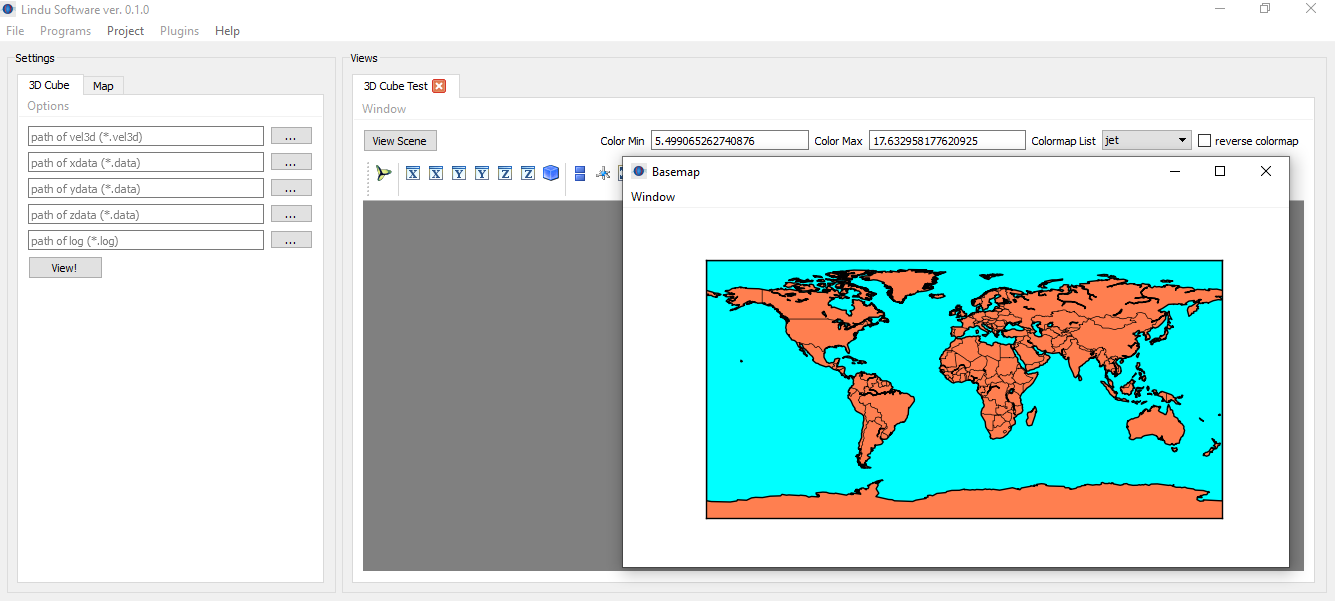 Lindu Software ver. 0.1.0
File Programs Project Plugins Help
Settings
3D Cube Map
Options
path of vel3d (*.vel3d) ...
path of xdata (*.data) ...
path of ydata (*.data) ...
path of zdata (*.data) ...
path of log (*.log) ...
View!
Views
3D Cube Test
Window
View Scene Color Min 5.499065262740876 Color Max 17.632958177620925 Colormap List jet reverse colormap
X X Y Y Z Z
Basemap
Window